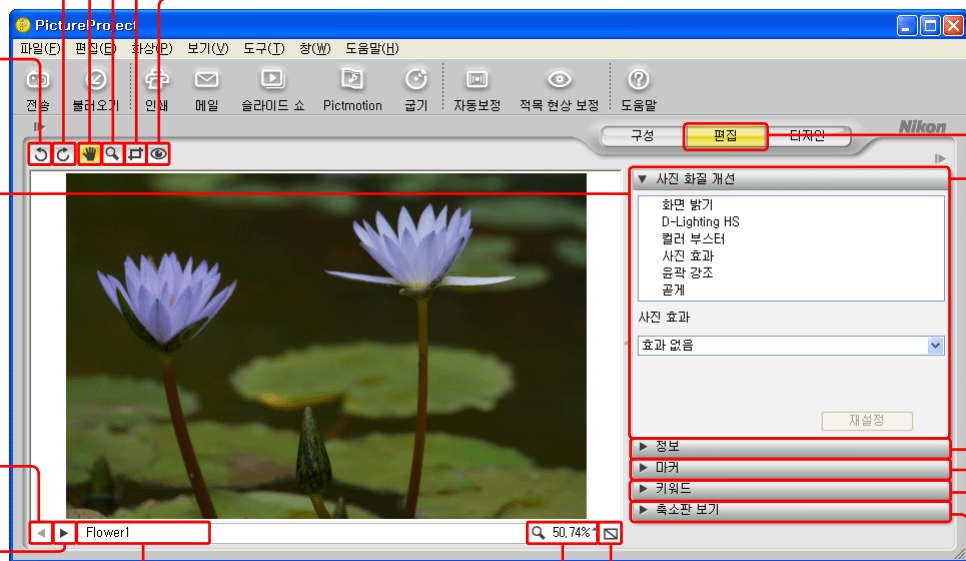 PictureProject
파일(F) 편집(E) 화상(P) 보기(V) 도구(T) 창(W) 도움말(H)
전송 불러오기 인쇄 메일 슬라이드 쇼 Pictmotion 굽기 자동보정 적목 현상 보정 도움말
구성 편집 디자인 Nikon
▼ 사진 화질 개선
화면 밝기
D-Lighting HS
컬러 부스터
사진 효과
윤곽 강조
곧게
사진 효과
효과 없음
재설정
▶ 정보
▶ 마커
▶ 키워드
▶ 축소판 보기
Flower1 50,74%